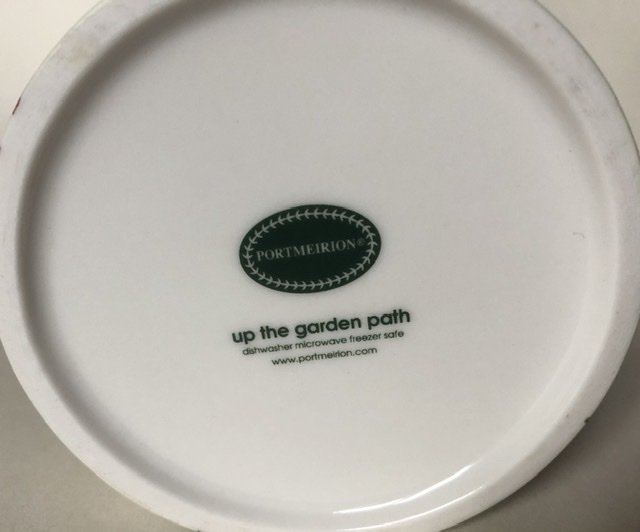 PORTMEIRION®
up the garden path
dishwasher microwave freezer safe
www.portmeirion.com